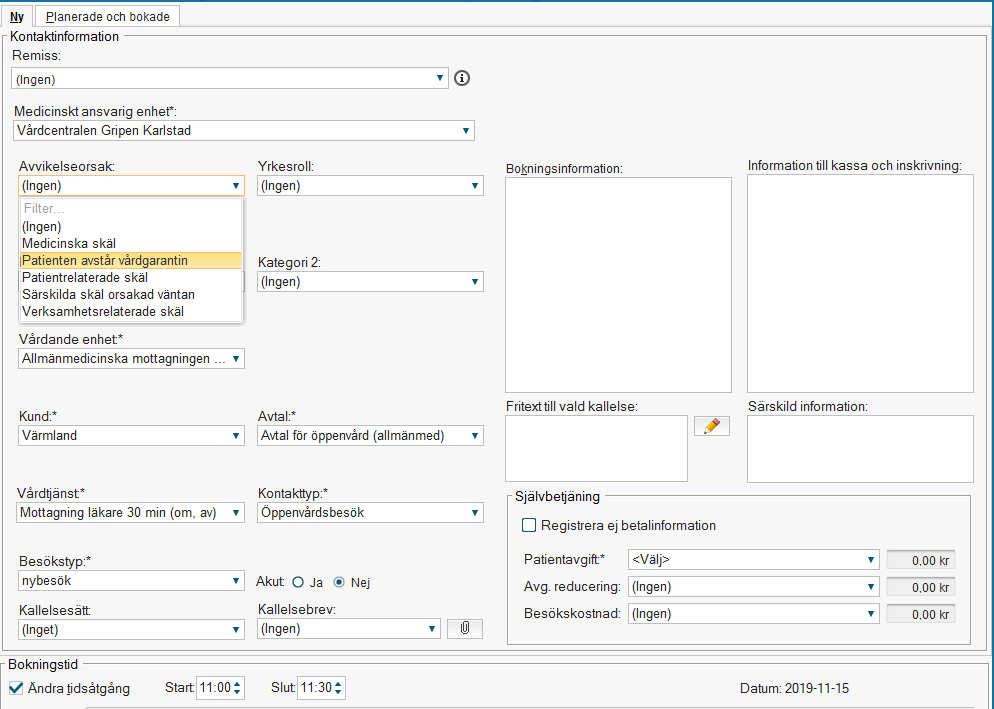 Ny
Planerade och bokade
Kontaktinformation
Remiss:
(Ingen)
Medicinskt ansvarig enhet*:
Vårdcentralen Gripen Karlstad
Avvikelseorsak:
(Ingen)
Filter...
(Ingen)
Medicinska skäl
Patienten avstår vårdgarantin
Patientrelaterade skäl
Särskilda skäl orsakad väntan
Verksamhetsrelaterade skäl
Yrkesroll:
(Ingen)
Kategori 2:
(Ingen)
Vårdande enhet:*
Allmänmedicinska mottagningen ...
Kund:*
Värmland
Avtal:*
Avtal för öppenvård (allmänmed)
Vårdtjänst:*
Mottagning läkare 30 min (om, av)
Kontakttyp:*
Öppenvårdsbesök
Besökstyp:*
nybesök
Akut: Ja Nej
Kallelsesätt:
(Inget)
Kallelsebrev:
(Ingen)
Bokningsinformation:
Information till kassa och inskrivning:
Fritext till vald kallelse:
Särskild information:
Självbetjäning
Registrera ej betalinformation
Patientavgift:* <Välj> 0,00 kr
Avg. reducering: (Ingen) 0,00 kr
Besökskostnad: (Ingen) 0,00 kr
Bokningstid
Ändra tidsåtgång Start: 11:00 Slut: 11:30 Datum: 2019-11-15